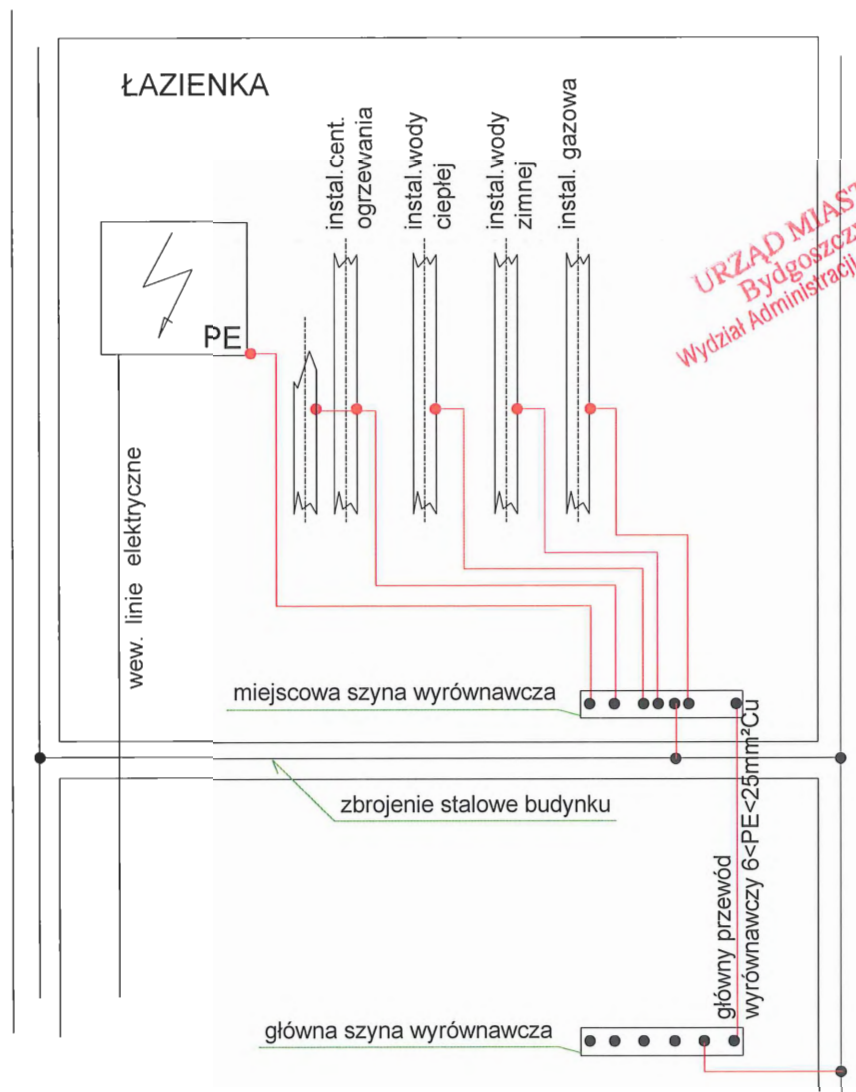 ŁAZIENKA
instal.cent.
ogrzewania
instal.wody
ciepłej
instal.wody
zimnej
instal. gazowa
URZĄD MIAST
Bydgoszczy
Wydział Administracji
PE
wew. linie elektryczne
miejscowa szyna wyrównawcza
zbrojenie stalowe budynku
główny przewód
wyrównawczy 6<PE<25mm²Cu
główna szyna wyrównawcza